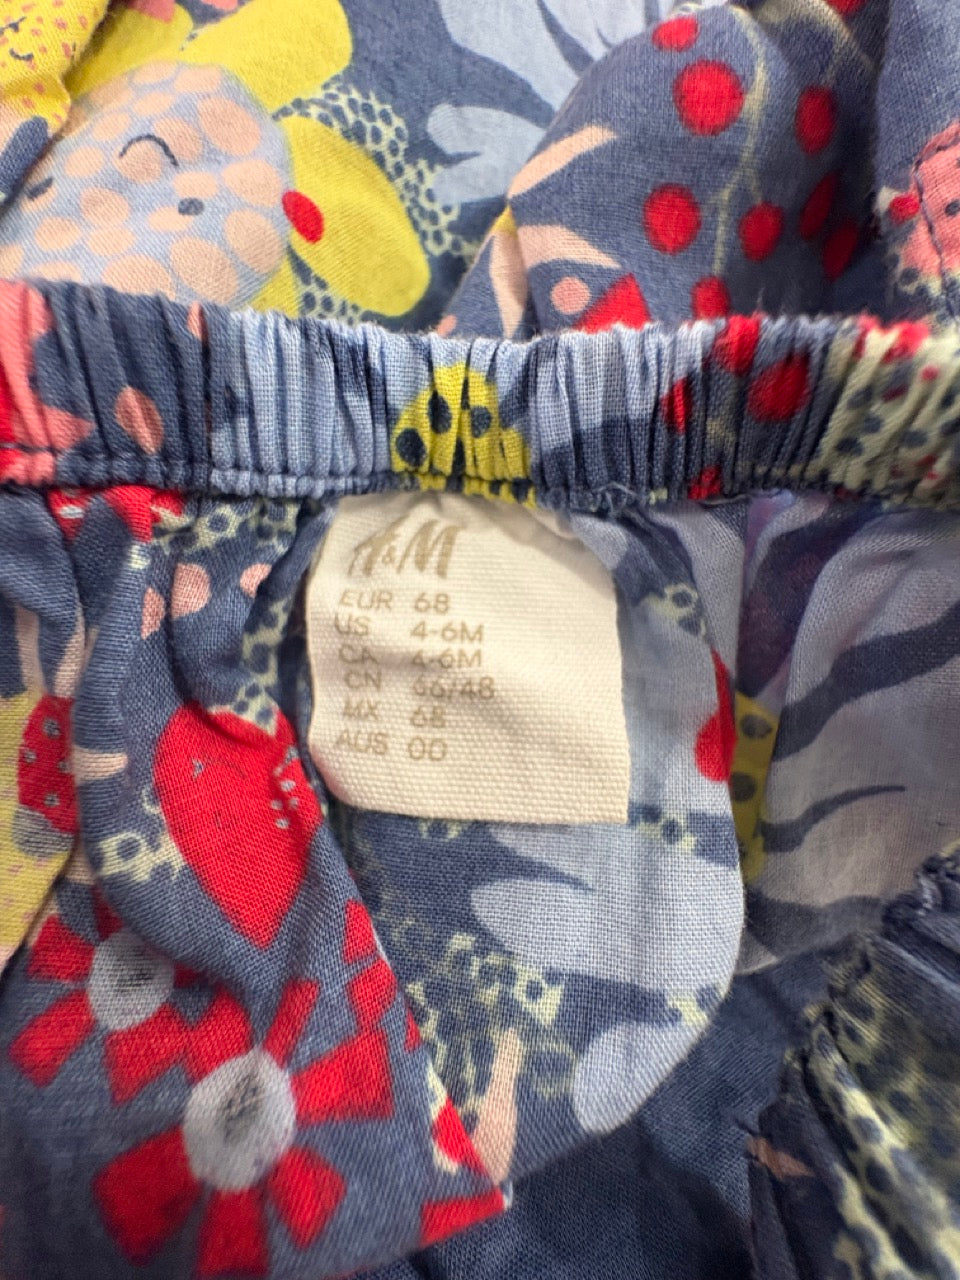 H&M
EUR 68
US 4-6M
CA 4-6M
CN 66/48
MX 68
AUS 00